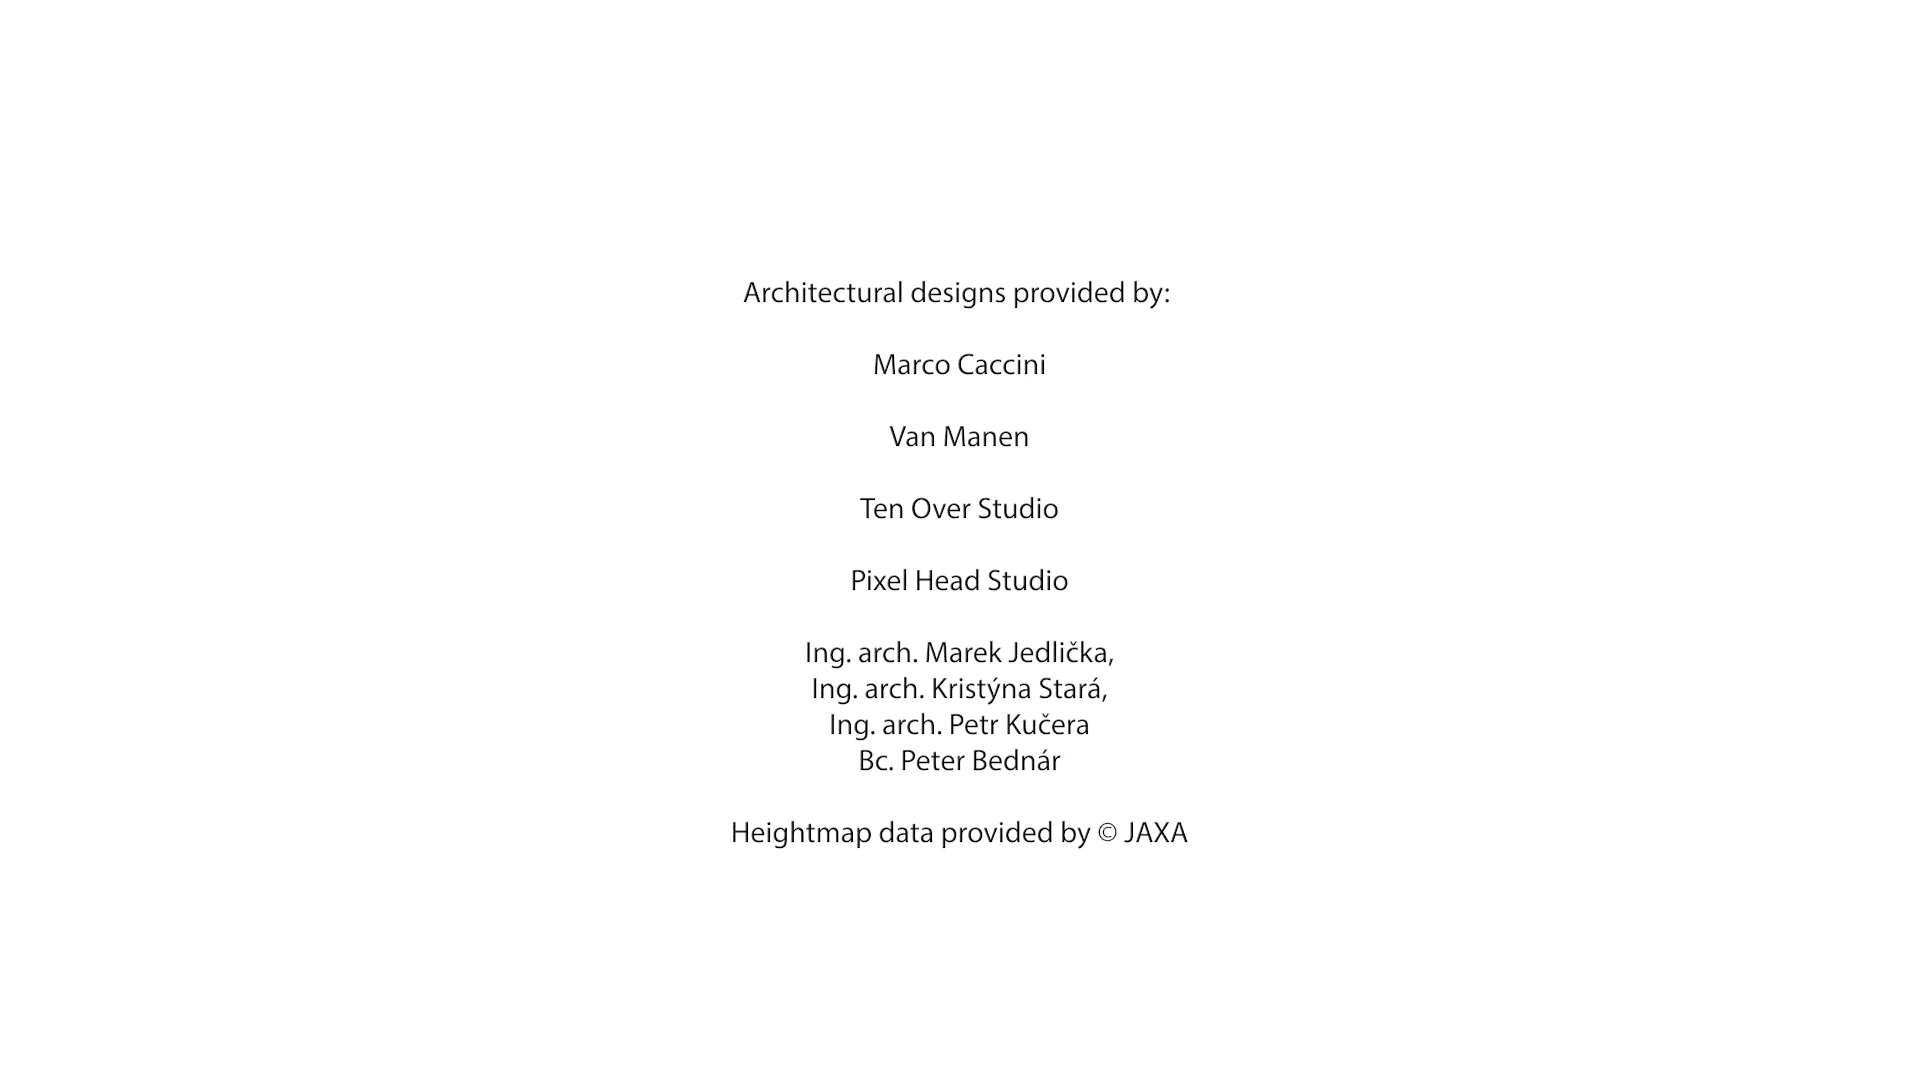 Architectural designs provided by:
Marco Caccini
Van Manen
Ten Over Studio
Pixel Head Studio
Ing. arch. Marek Jedlička,
Ing. arch. Kristýna Stará,
Ing. arch. Petr Kučera
Bc. Peter Bednár
Heightmap data provided by © JAXA